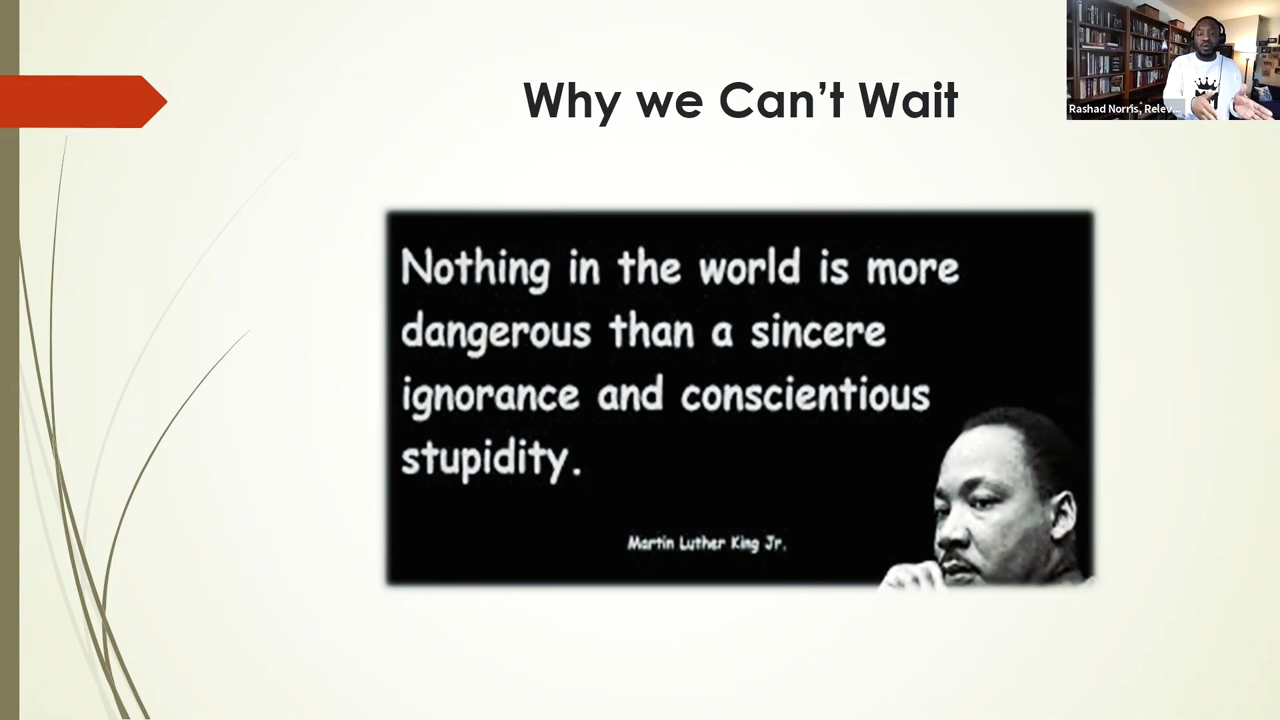 Why we Can't Wait
Rashad Norris, Relev...
Nothing in the world is more
dangerous than a sincere
ignorance and conscientious
stupidity.
Martin Luther King Jr.